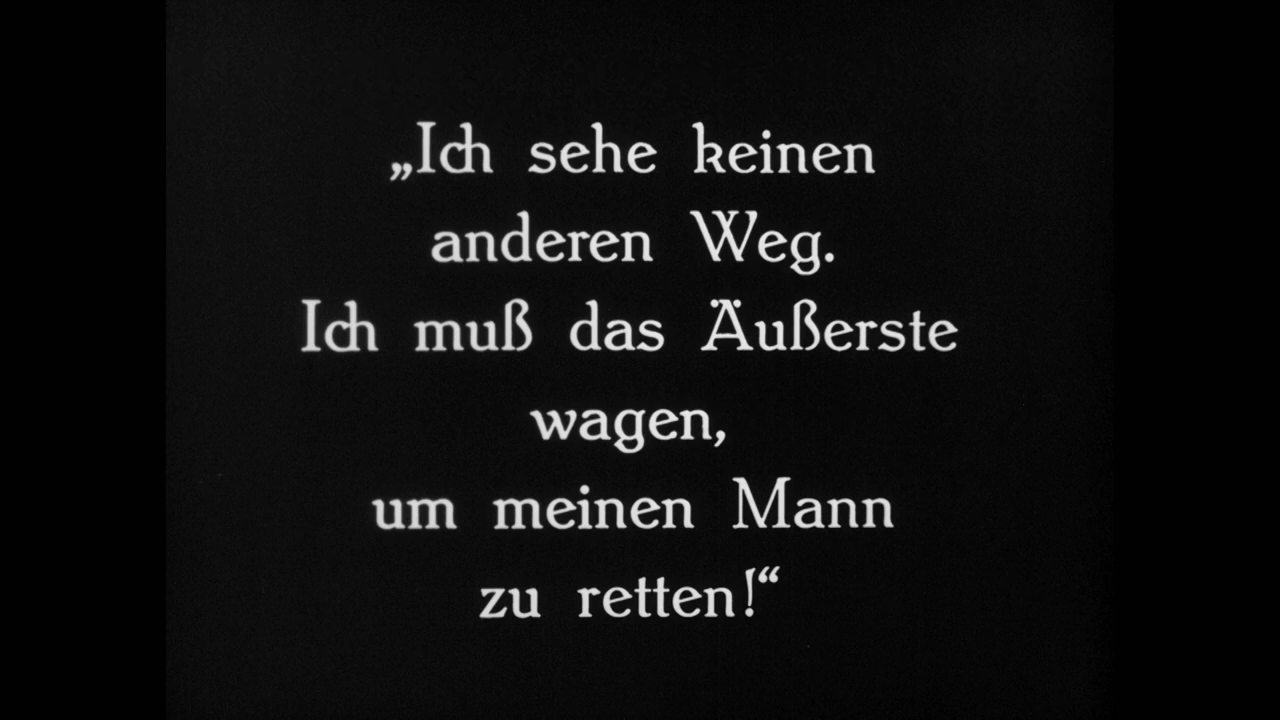 „Ich sehe keinen
anderen Weg.
Ich muß das Äußerste
wagen,
um meinen Mann
zu retten!“